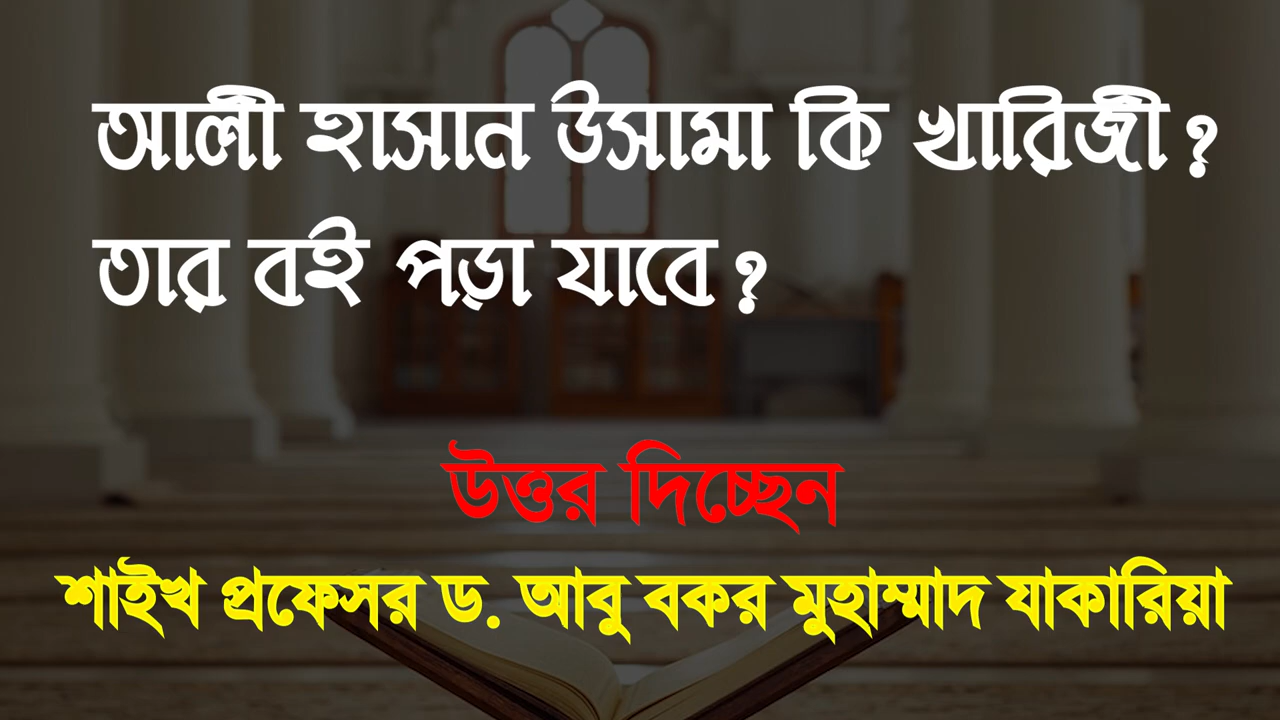 আলী হাসান উসামা কি খারিজী?
তার বই পড়া যাবে?
উত্তর দিচ্ছেন
শাইখ প্রফেসর ড. আবু বকর মুহাম্মাদ যাকারিয়া